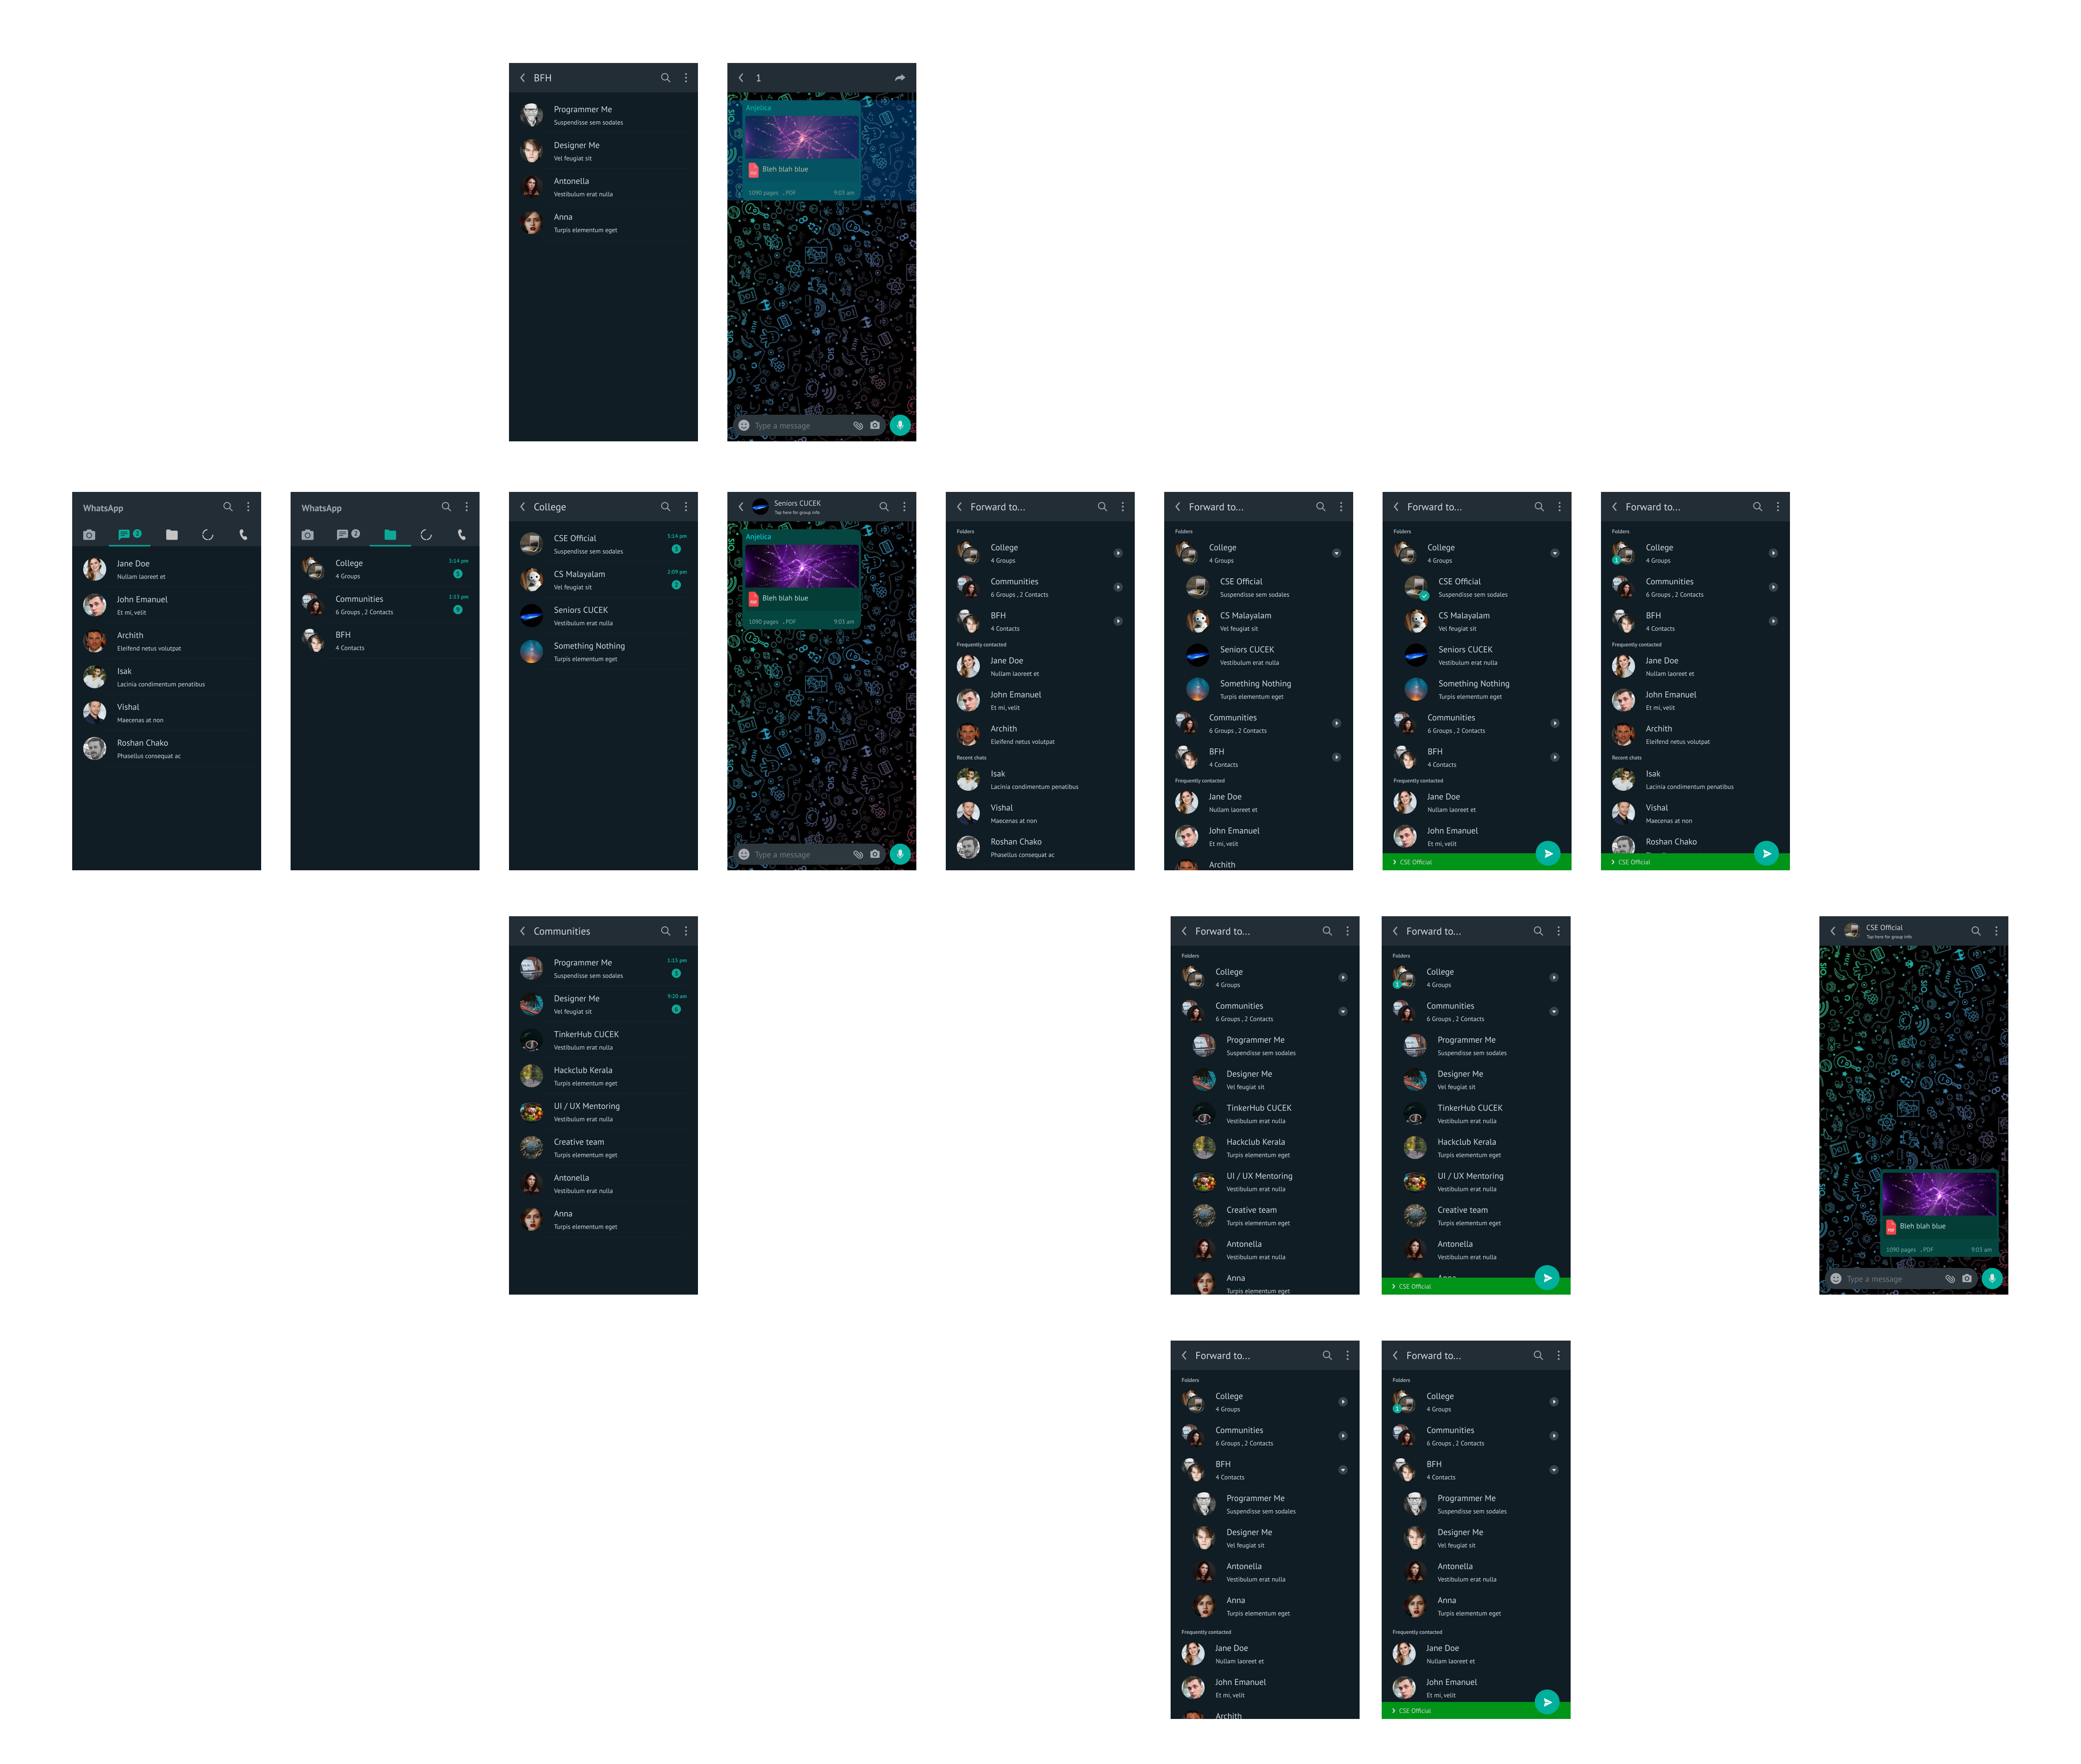 BFH
Programmer Me
Suspendisse sem sodales
Designer Me
Vel feugiat sit
Antonella
Vestibulum erat nulla
Anna
Turpis elementum eget
1
Anjelica
Bleh blah blue
1090 pages . PDF 9:03 am
Type a message
WhatsApp
Jane Doe
Nullam laoreet et
John Emanuel
Et mi, velit
Archith
Eleifend netus volutpat
Isak
Lacinia condimentum penatibus
Vishal
Maecenas at non
Roshan Chako
Phasellus consequat ac
WhatsApp
2
College 3:14 pm
4 Groups
Communities 1:13 pm
6 Groups , 2 Contacts 9
BFH
4 Contacts
College
CSE Official 3:14 pm
Suspendisse sem sodales 3
CS Malayalam 2:09 pm
Vel feugiat sit 2
Seniors CUCEK
Vestibulum erat nulla
Something Nothing
Turpis elementum eget
Seniors CUCEK
Tap here for group info
Anjelica
Bleh blah blue
1090 pages . PDF 9:03 am
Type a message
Forward to...
Folders
College
4 Groups
Communities
6 Groups , 2 Contacts
BFH
4 Contacts
Frequently contacted
Jane Doe
Nullam laoreet et
John Emanuel
Et mi, velit
Archith
Eleifend netus volutpat
Recent chats
Isak
Lacinia condimentum penatibus
Vishal
Maecenas at non
Roshan Chako
Phasellus consequat ac
Forward to...
Folders
College
4 Groups
CSE Official
Suspendisse sem sodales
CS Malayalam
Vel feugiat sit
Seniors CUCEK
Vestibulum erat nulla
Something Nothing
Turpis elementum eget
Communities
6 Groups , 2 Contacts
BFH
4 Contacts
Frequently contacted
Jane Doe
Nullam laoreet et
John Emanuel
Et mi, velit
Archith
Forward to...
Folders
College
4 Groups
CSE Official
Suspendisse sem sodales
CS Malayalam
Vel feugiat sit
Seniors CUCEK
Vestibulum erat nulla
Something Nothing
Turpis elementum eget
Communities
6 Groups , 2 Contacts
BFH
4 Contacts
Frequently contacted
Jane Doe
Nullam laoreet et
John Emanuel
Et mi, velit
CSE Official
Forward to...
Folders
College
1
4 Groups
Communities
6 Groups , 2 Contacts
BFH
4 Contacts
Frequently contacted
Jane Doe
Nullam laoreet et
John Emanuel
Et mi, velit
Archith
Eleifend netus volutpat
Recent chats
Isak
Lacinia condimentum penatibus
Vishal
Maecenas at non
Roshan Chako
CSE Official
Communities
Programmer Me 1:13 pm
Suspendisse sem sodales 3
Designer Me 9:20 am
Vel feugiat sit 6
TinkerHub CUCEK
Vestibulum erat nulla
Hackclub Kerala
Turpis elementum eget
UI / UX Mentoring
Vestibulum erat nulla
Creative team
Turpis elementum eget
Antonella
Vestibulum erat nulla
Anna
Turpis elementum eget
Forward to...
Folders
College
4 Groups
Communities
6 Groups , 2 Contacts
Programmer Me
Suspendisse sem sodales
Designer Me
Vel feugiat sit
TinkerHub CUCEK
Vestibulum erat nulla
Hackclub Kerala
Turpis elementum eget
UI / UX Mentoring
Vestibulum erat nulla
Creative team
Turpis elementum eget
Antonella
Vestibulum erat nulla
Anna
Turpis elementum eget
Forward to...
Folders
College
1
4 Groups
Communities
6 Groups , 2 Contacts
Programmer Me
Suspendisse sem sodales
Designer Me
Vel feugiat sit
TinkerHub CUCEK
Vestibulum erat nulla
Hackclub Kerala
Turpis elementum eget
UI / UX Mentoring
Vestibulum erat nulla
Creative team
Turpis elementum eget
Antonella
Vestibulum erat nulla
Anna
CSE Official
CSE Official
Tap here for group info
Bleh blah blue
1090 pages . PDF 9:03 am
Type a message
Forward to...
Folders
College
4 Groups
Communities
6 Groups , 2 Contacts
BFH
4 Contacts
Programmer Me
Suspendisse sem sodales
Designer Me
Vel feugiat sit
Antonella
Vestibulum erat nulla
Anna
Turpis elementum eget
Frequently contacted
Jane Doe
Nullam laoreet et
John Emanuel
Et mi, velit
Archith
Forward to...
Folders
College
1
4 Groups
Communities
6 Groups , 2 Contacts
BFH
4 Contacts
Programmer Me
Suspendisse sem sodales
Designer Me
Vel feugiat sit
Antonella
Vestibulum erat nulla
Anna
Turpis elementum eget
Frequently contacted
Jane Doe
Nullam laoreet et
John Emanuel
Et mi, velit
CSE Official